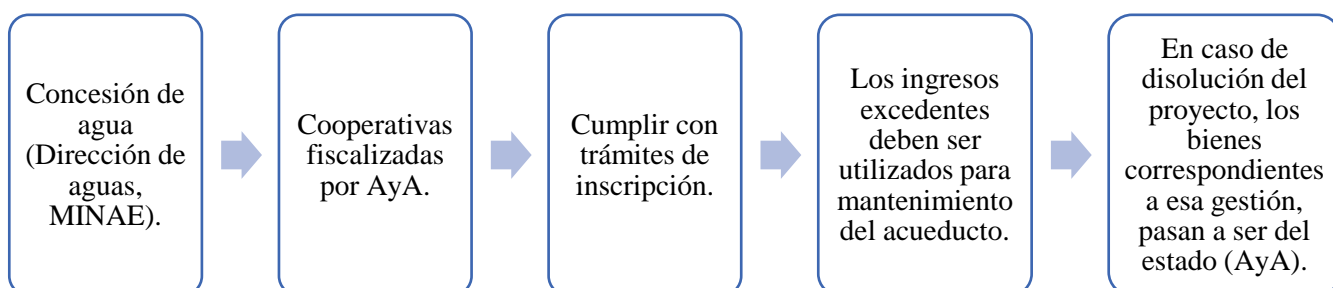 Concesión de
agua
(Dirección de
aguas,
MINAE).
Cooperativas
fiscalizadas
por AyA.
Cumplir con
trámites de
inscripción.
Los ingresos
excedentes
deben ser
utilizados para
mantenimiento
del acueducto.
En caso de
disolución del
proyecto, los
bienes
correspondientes
a esa gestión,
pasan a ser del
estado (AyA).